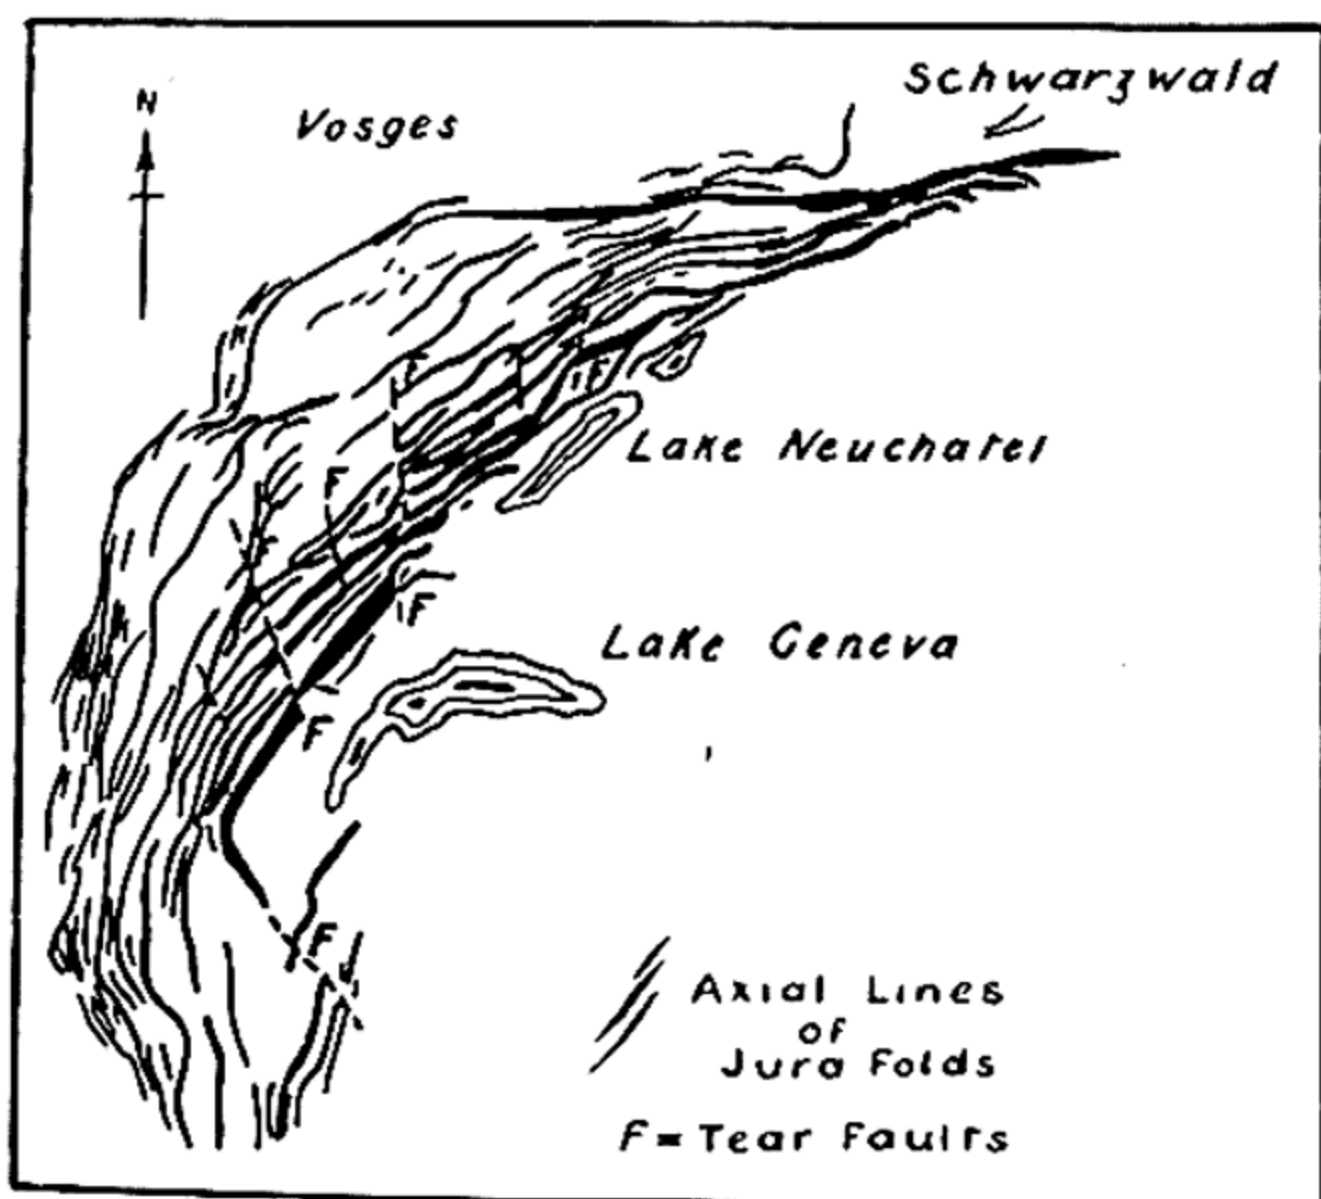 Schwarzwald
N
Vosges
F
F
Lake Neuchatel
F
F
F
Lake Geneva
F
F
Axial Lines
of
Jura Folds
F = Tear Faults